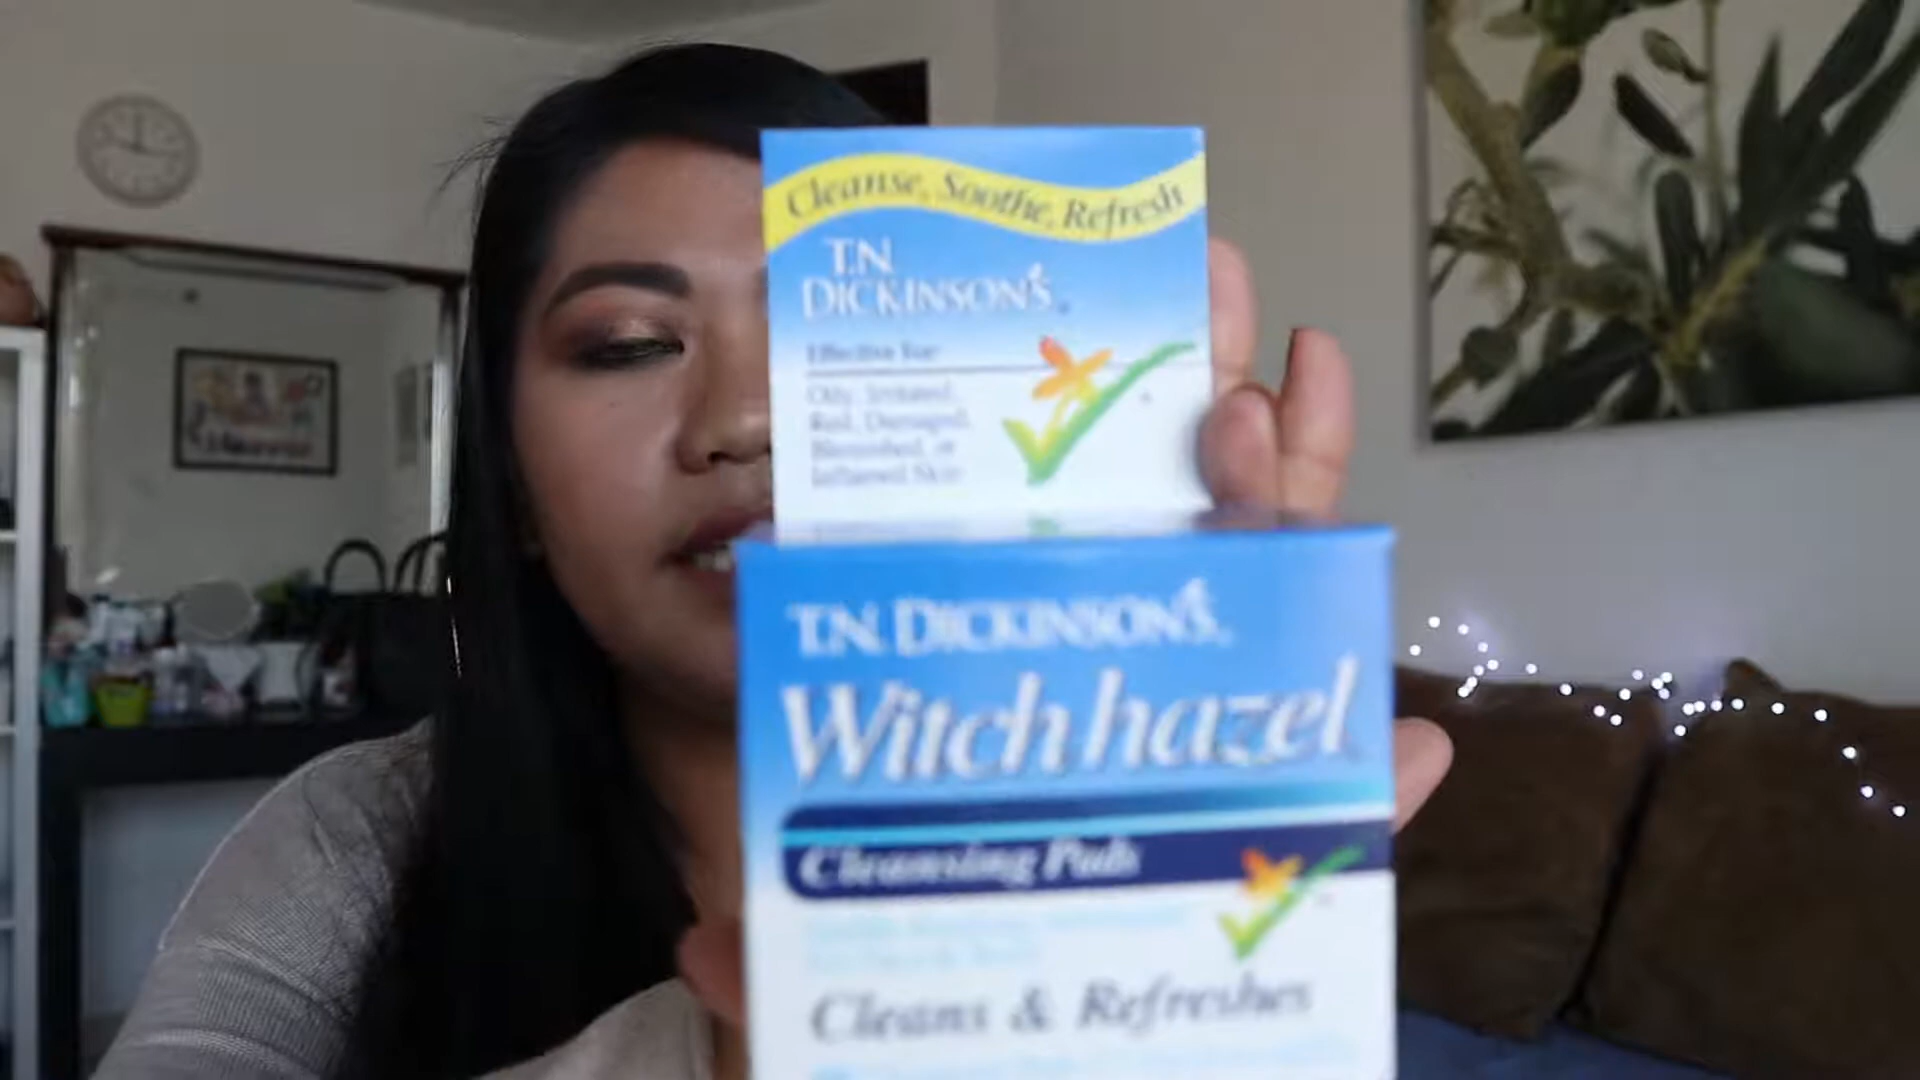 Cleanse, Soothe, Refresh
T.N.
DICKINSON'S
Effective For:
Oily, Irritated,
Red, Damaged,
Blemished, or
Inflamed Skin
T.N. DICKINSON'S
Witch hazel
Cleansing Pads
Cleans & Refreshes